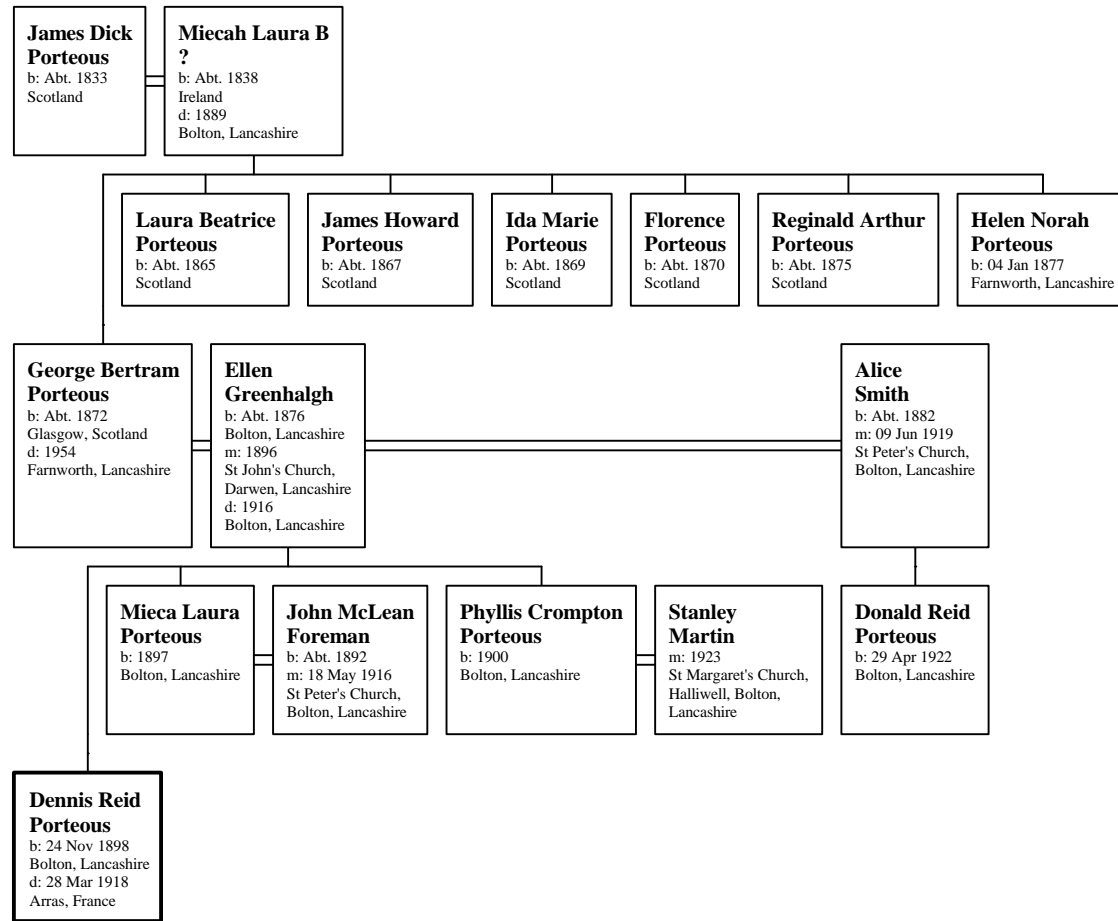 James Dick
Porteous
b: Abt. 1833
Scotland
Miecah Laura B
?
b: Abt. 1838
Ireland
d: 1889
Bolton, Lancashire
Laura Beatrice
Porteous
b: Abt. 1865
Scotland
James Howard
Porteous
b: Abt. 1867
Scotland
Ida Marie
Porteous
b: Abt. 1869
Scotland
Florence
Porteous
b: Abt. 1870
Scotland
Reginald Arthur
Porteous
b: Abt. 1875
Scotland
Helen Norah
Porteous
b: 04 Jan 1877
Farnworth, Lancashire
George Bertram
Porteous
b: Abt. 1872
Glasgow, Scotland
d: 1954
Farnworth, Lancashire
Ellen
Greenhalgh
b: Abt. 1876
Bolton, Lancashire
m: 1896
St John's Church,
Darwen, Lancashire
d: 1916
Bolton, Lancashire
Alice
Smith
b: Abt. 1882
m: 09 Jun 1919
St Peter's Church,
Bolton, Lancashire
Mieca Laura
Porteous
b: 1897
Bolton, Lancashire
John McLean
Foreman
b: Abt. 1892
m: 18 May 1916
St Peter's Church,
Bolton, Lancashire
Phyllis Crompton
Porteous
b: 1900
Bolton, Lancashire
Stanley
Martin
m: 1923
St Margaret's Church,
Halliwell, Bolton,
Lancashire
Donald Reid
Porteous
b: 29 Apr 1922
Bolton, Lancashire
Dennis Reid
Porteous
b: 24 Nov 1898
Bolton, Lancashire
d: 28 Mar 1918
Arras, France